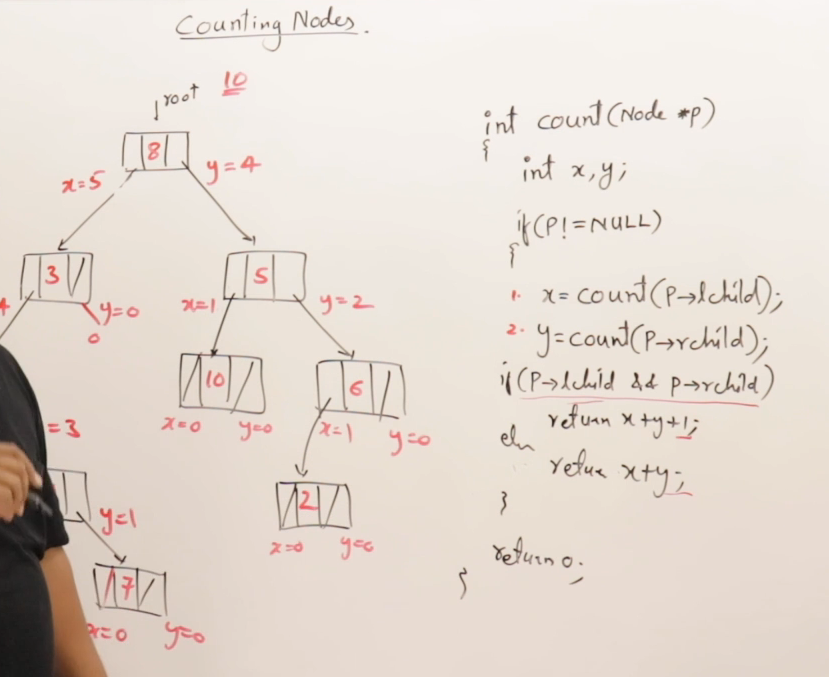 Counting Nodes.
root 10
8
x=5 y=4
3 5
4 y=0 x=1 y=2
0
10 6
=3 x=0 y=0 x=1 y=0
2
y=1 x=0 y=0
7
x=0 y=0
int count(Node *p)
{
int x,y;
if(P!=NULL)
{
1. x= count(P→lchild);
2. y=count(P→rchild);
if(P→lchild && p→rchild)
return x+y+1;
else
return x+y;
}
return 0;
}